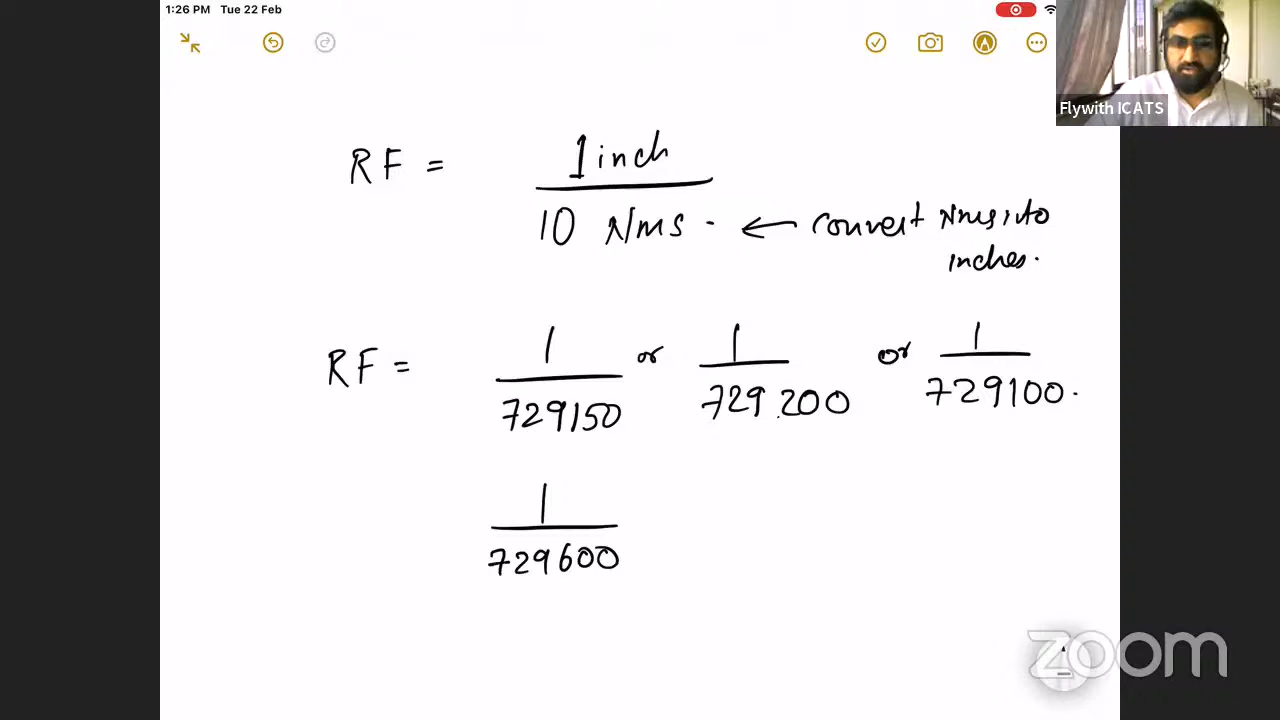 1:26 PM Tue 22 Feb
Flywith ICATS
RF = 1 inch
10 Nms.
← convert Nms into
inches.
RF = 1 or 1 or 1
729150 729200 729100.
1
729600
zoom